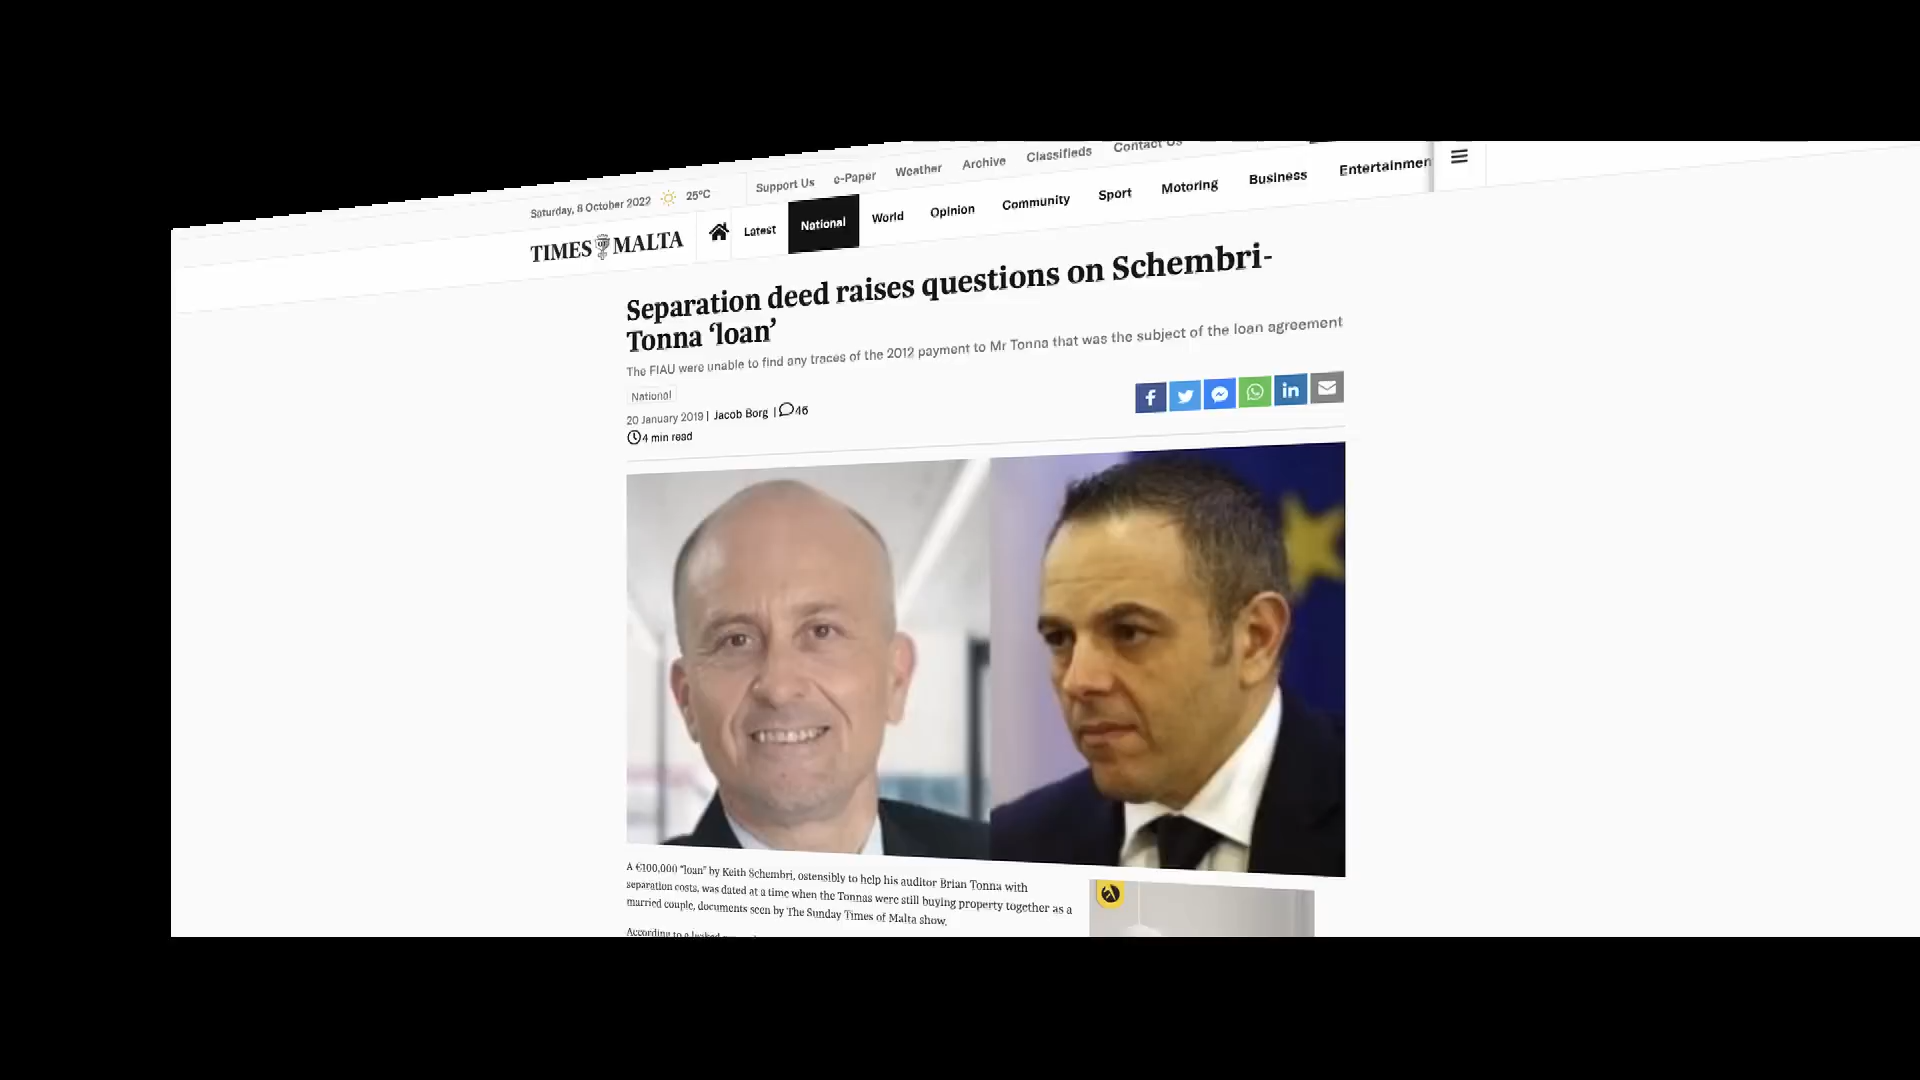 Support Us e-Paper Weather Archive Classifieds Contact Us
Saturday, 8 October 2022 25°C
TIMES MALTA
Latest National World Opinion Community Sport Motoring Business Entertainmen
Separation deed raises questions on Schembri-
Tonna ‘loan’
The FIAU were unable to find any traces of the 2012 payment to Mr Tonna that was the subject of the loan agreement
National
20 January 2019 | Jacob Borg | 46
4 min read
A €100,000 “loan” by Keith Schembri, ostensibly to help his auditor Brian Tonna with
separation costs, was dated at a time when the Tonnas were still buying property together as a
married couple, documents seen by The Sunday Times of Malta show.
According to a leaked